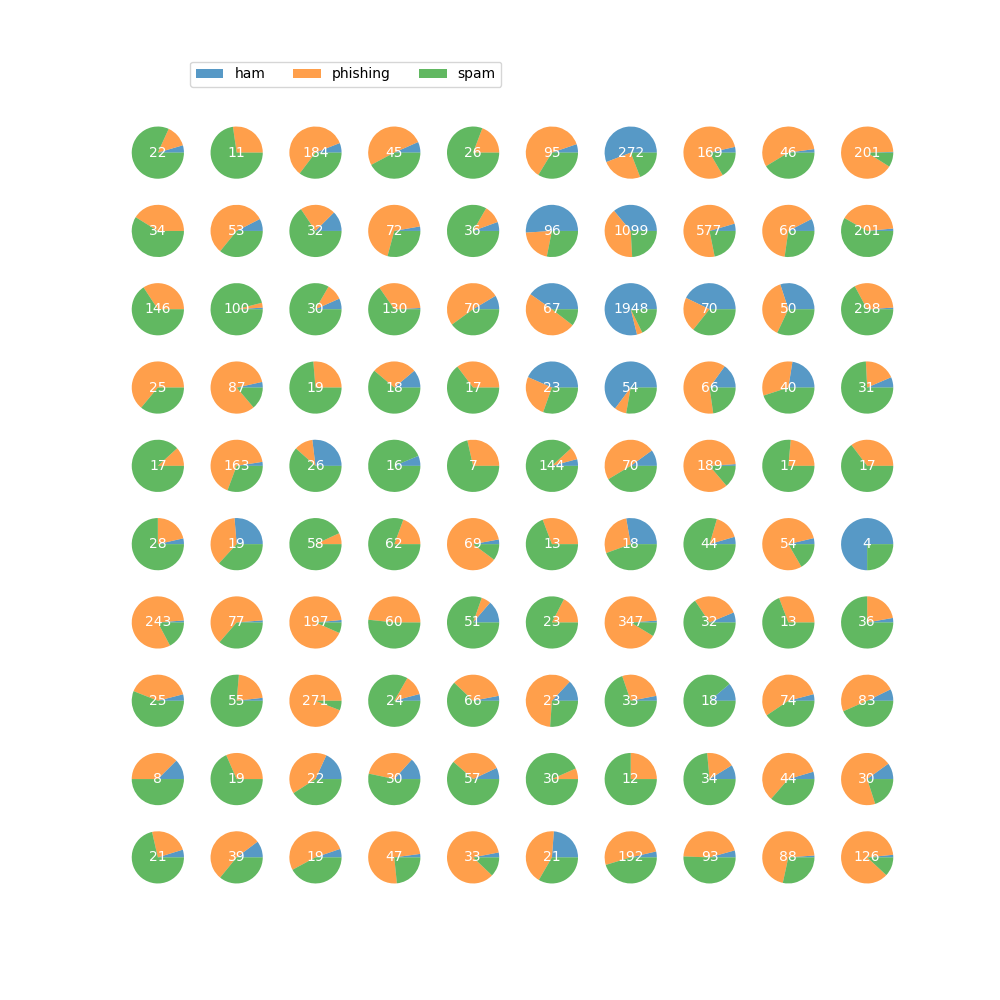 ham phishing spam
22 11 184 45 26 95 272 169 46 201
34 53 32 72 36 96 1099 577 66 201
146 100 30 130 70 67 1948 70 50 298
25 87 19 18 17 23 54 66 40 31
17 163 26 16 7 144 70 189 17 17
28 19 58 62 69 13 18 44 54 4
243 77 197 60 51 23 347 32 13 36
25 55 271 24 66 23 33 18 74 83
8 19 22 30 57 30 12 34 44 30
21 39 19 47 33 21 192 93 88 126